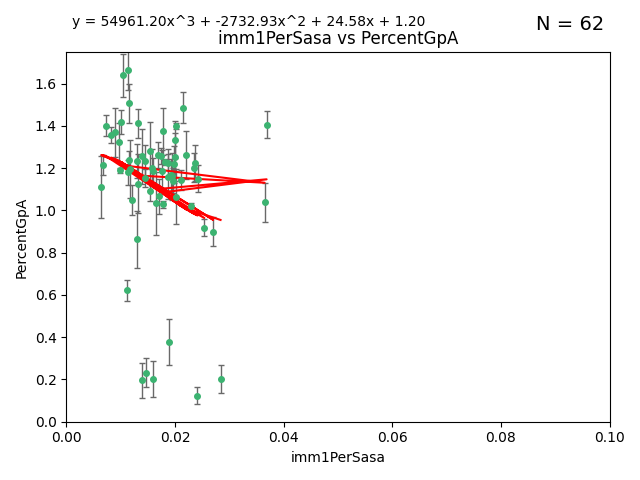 y = 54961.20x^3 + -2732.93x^2 + 24.58x + 1.20
N = 62
imm1PerSasa vs PercentGpA
PercentGpA
1.6
1.4
1.2
1.0
0.8
0.6
0.4
0.2
0.0
0.00 0.02 0.04 0.06 0.08 0.10
imm1PerSasa